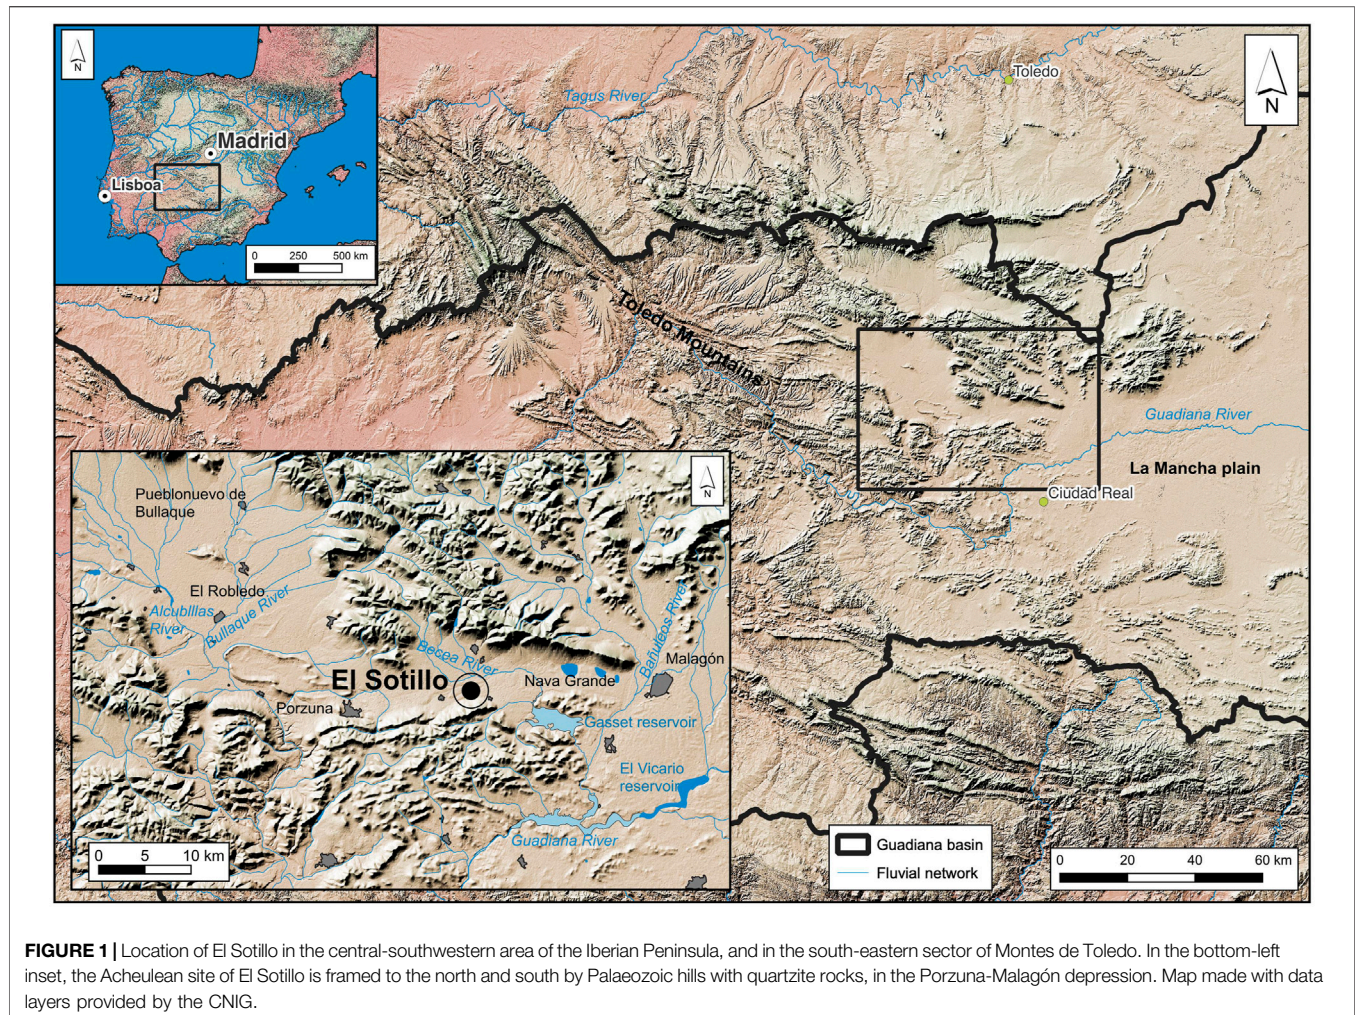 N
Madrid
Lisboa
0 250 500 km
Tagus River
Toledo
N
Toledo Mountains
Guadiana River
La Mancha plain
Ciudad Real
N
Pueblonuevo de
Bullaque
El Robledo
Alcublllas
River
Bullaque River
Becea River
Bañuelos River
Malagón
El Sotillo
Nava Grande
Porzuna
Gasset reservoir
El Vicario
reservoir
Guadiana River
0 5 10 km
Guadiana basin
Fluvial network
0 20 40 60 km
FIGURE 1 | Location of El Sotillo in the central-southwestern area of the Iberian Peninsula, and in the south-eastern sector of Montes de Toledo. In the bottom-left
inset, the Acheulean site of El Sotillo is framed to the north and south by Palaeozoic hills with quartzite rocks, in the Porzuna-Malagón depression. Map made with data
layers provided by the CNIG.